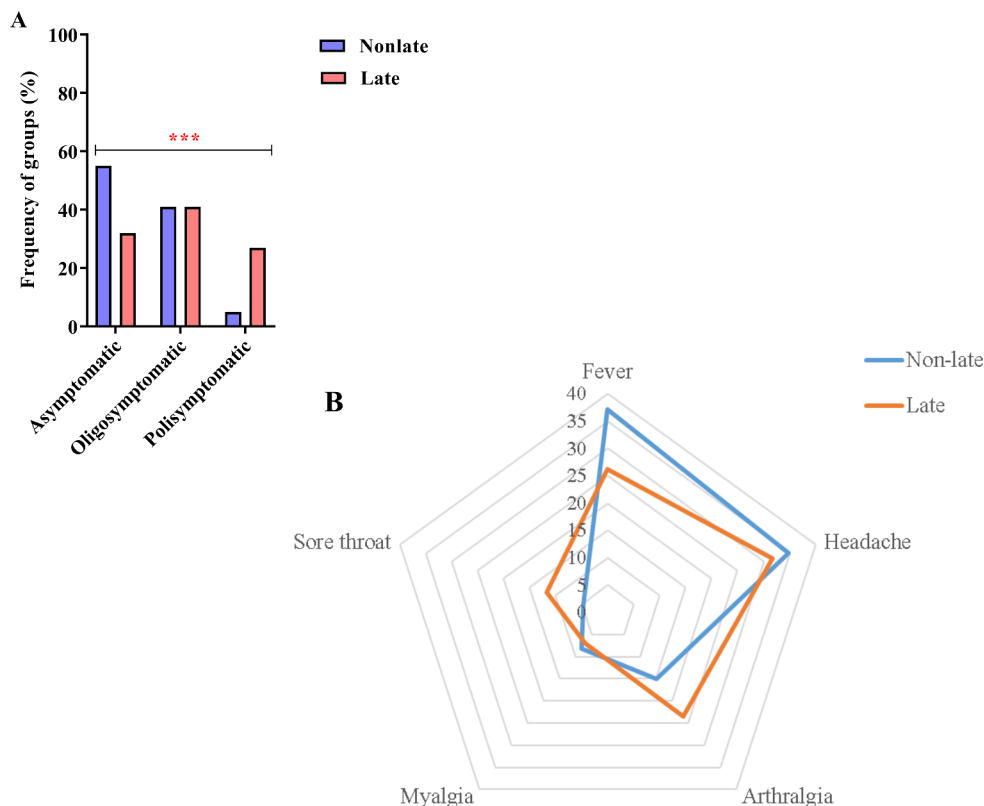 A
Frequency of groups (%)
100
80
60
40
20
0
***
Nonlate
Late
Asymptomatic
Oligosymptomatic
Polisymptomatic
B
Non-late
Late
Fever
40
35
30
25
20
15
10
5
0
Sore throat
Headache
Myalgia
Arthralgia